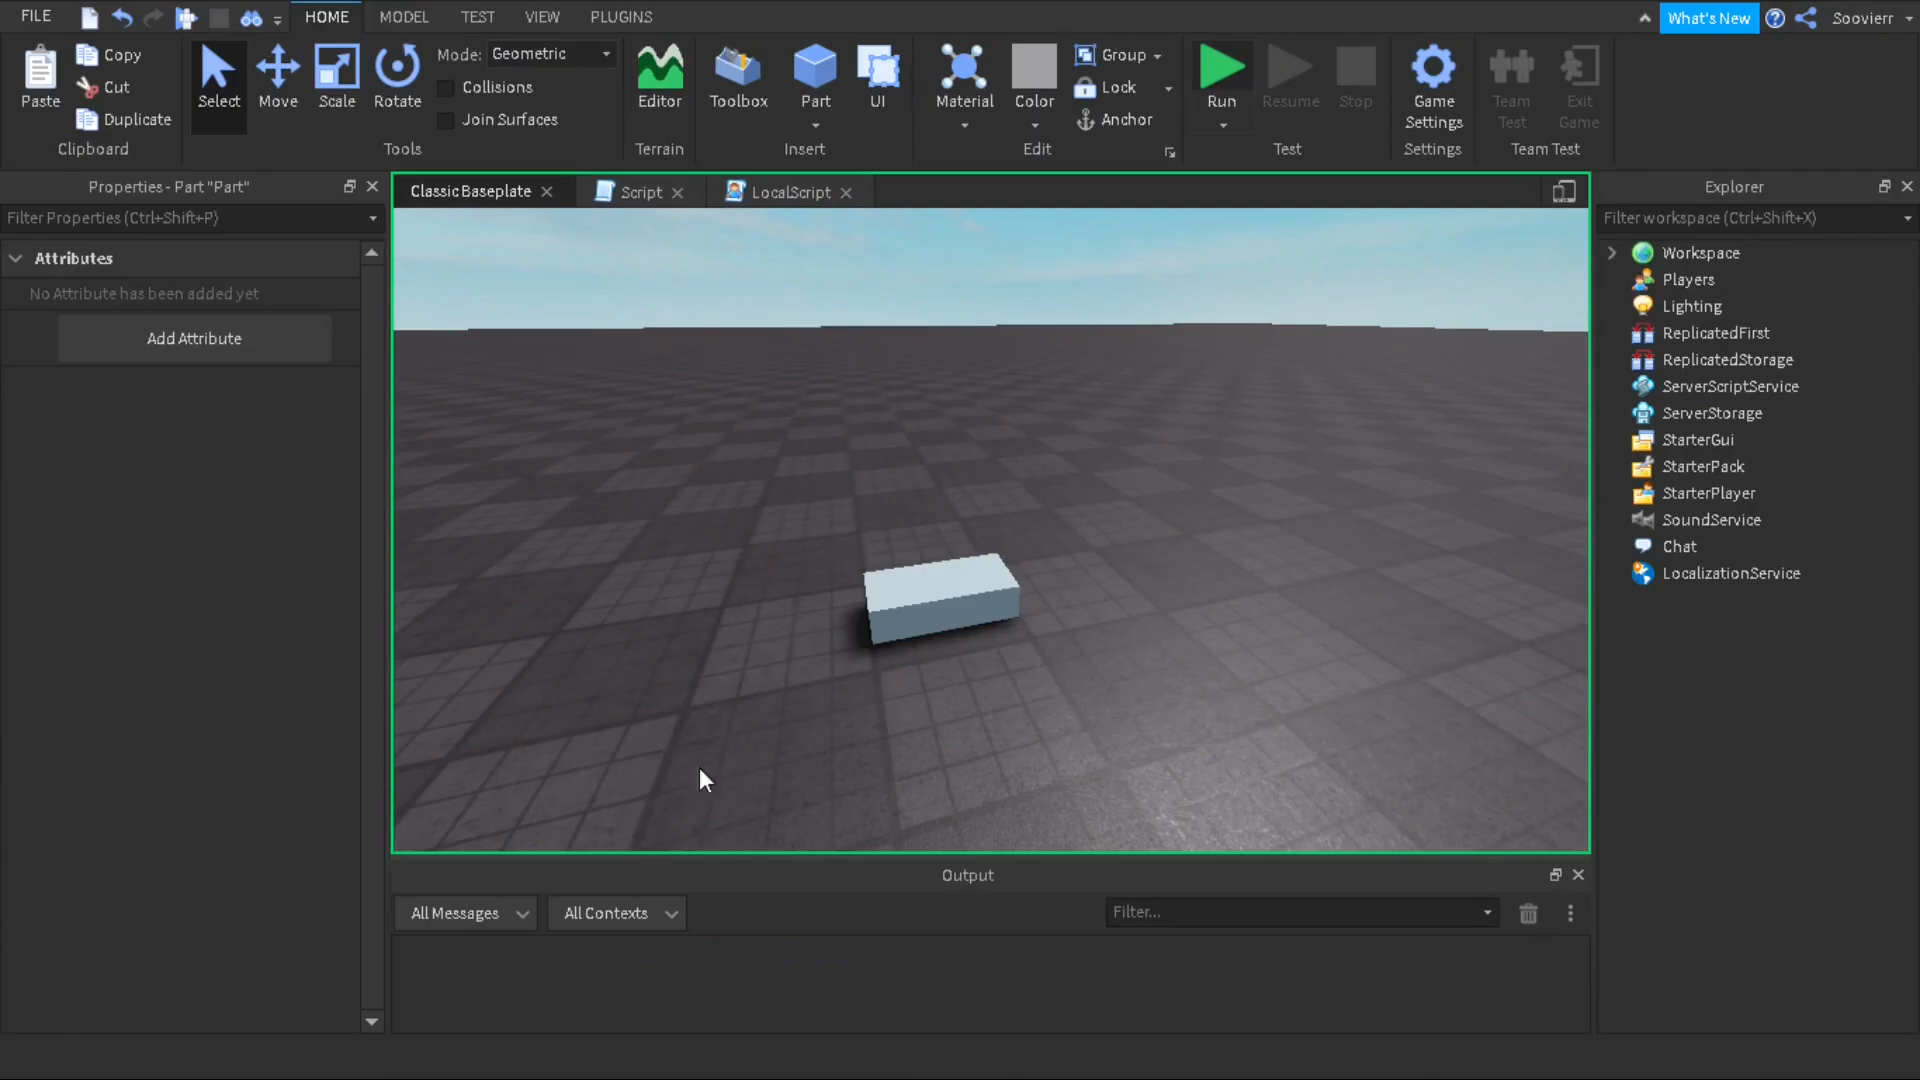 FILE
HOME
MODEL
TEST
VIEW
PLUGINS
What's New
Soovierr
Paste
Copy
Cut
Duplicate
Clipboard
Select
Move
Scale
Rotate
Mode: Geometric
Collisions
Join Surfaces
Tools
Editor
Terrain
Toolbox
Part
UI
Insert
Material
Color
Group
Lock
Anchor
Edit
Run
Resume
Stop
Test
Game
Settings
Settings
Team
Test
Exit
Game
Team Test
Properties - Part "Part"
Filter Properties (Ctrl+Shift+P)
Attributes
No Attribute has been added yet
Add Attribute
Classic Baseplate
Script
LocalScript
Explorer
Filter workspace (Ctrl+Shift+X)
Workspace
Players
Lighting
ReplicatedFirst
ReplicatedStorage
ServerScriptService
ServerStorage
StarterGui
StarterPack
StarterPlayer
SoundService
Chat
LocalizationService
Output
All Messages
All Contexts
Filter...